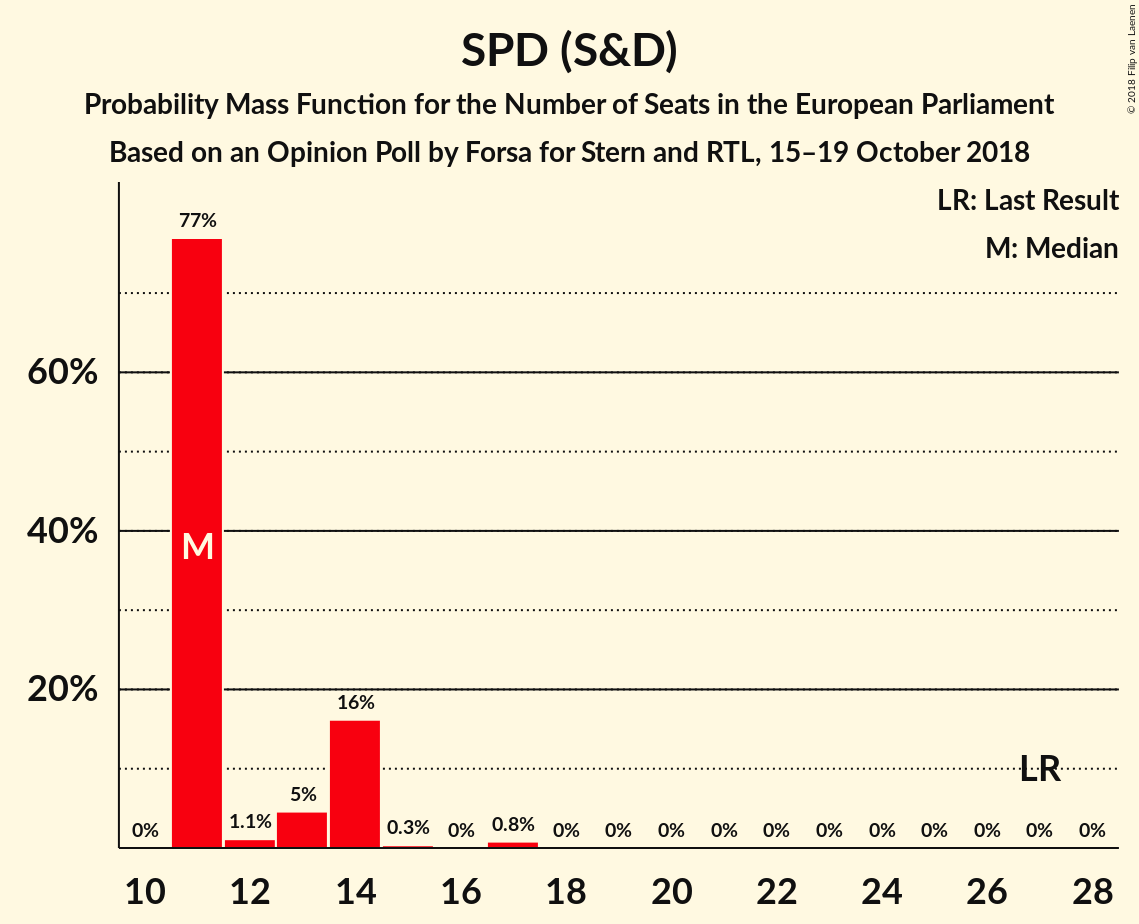 SPD (S&D)
Probability Mass Function for the Number of Seats in the European Parliament
Based on an Opinion Poll by Forsa for Stern and RTL, 15–19 October 2018
© 2018 Filip van Laenen
LR: Last Result
M: Median
77%
60%
40%
M
20%
16%
LR
0% 1.1% 5% 0.3% 0% 0.8% 0% 0% 0% 0% 0% 0% 0% 0% 0% 0% 0%
10 12 14 16 18 20 22 24 26 28